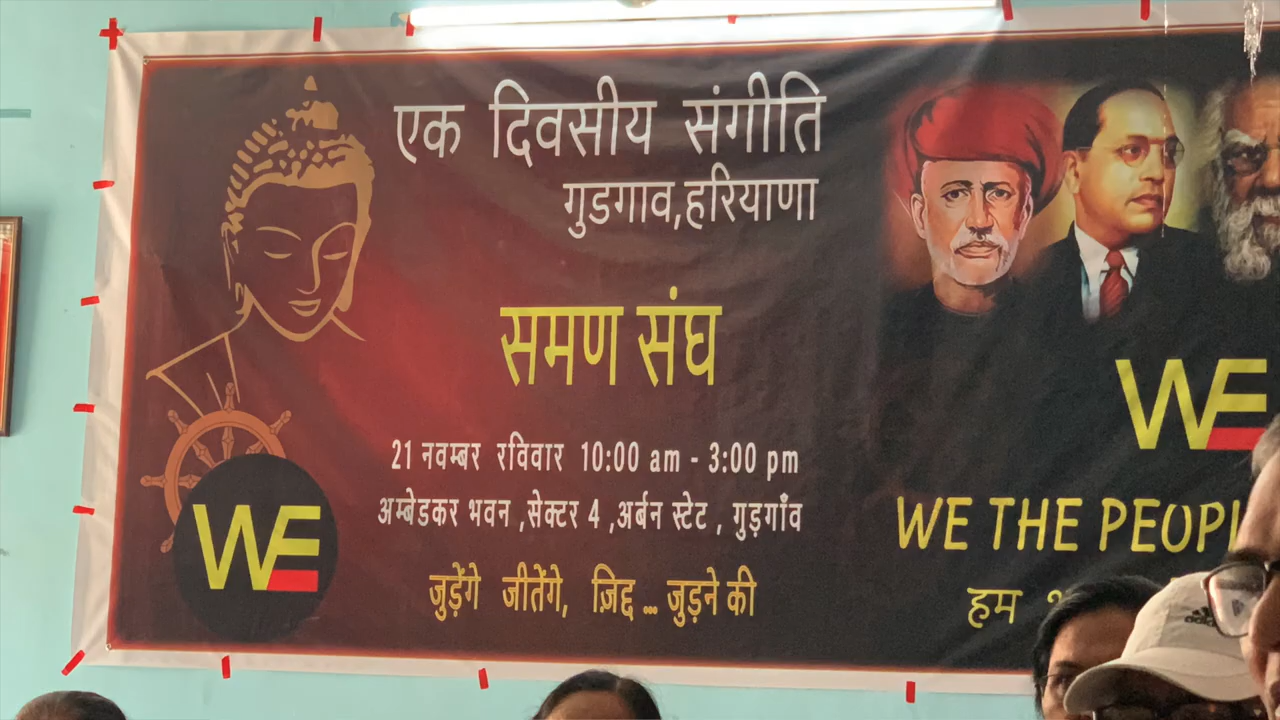 एक दिवसीय संगीति
गुडगाव,हरियाणा
समण संघ
21 नवम्बर रविवार 10:00 am - 3:00 pm
अम्बेडकर भवन ,सेक्टर 4 ,अर्बन स्टेट , गुड़गाँव
जुड़ेंगे जीतेंगे, ज़िद्द ... जुड़ने की
WE
WE
WE THE
हम